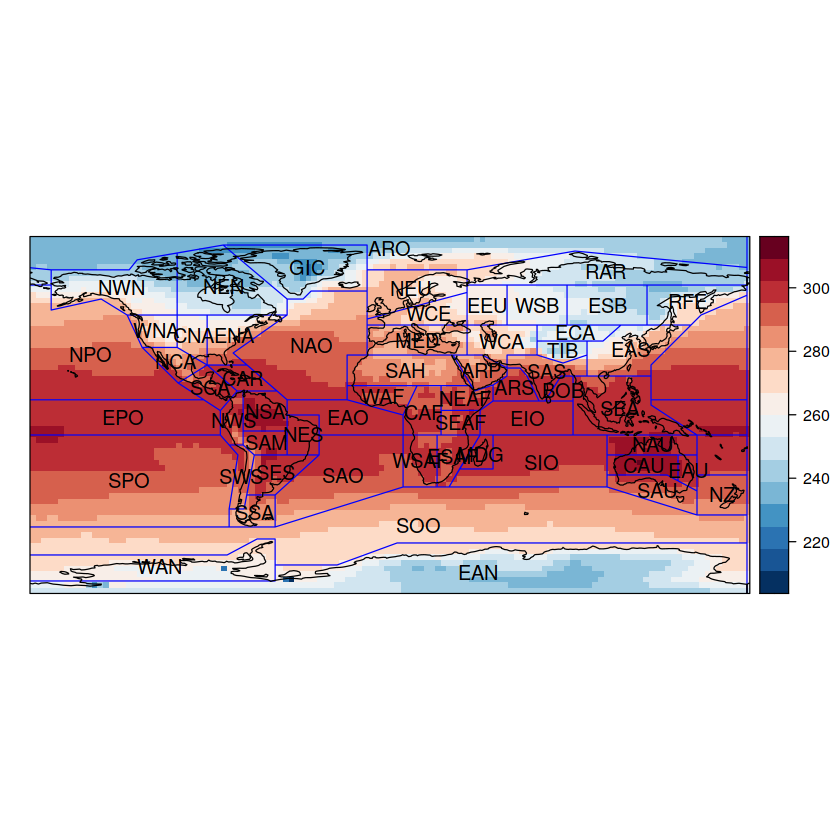 ARO
GIC
RAR
NWN
NEN
NEU
EEU
WSB
ESB
RFE
WCE
WNA
CNA
ENA
MED
WCA
ECA
TIB
EAS
NPO
NAO
NCA
SAH
ARP
SAS
CAR
SCA
ARS
BOB
WAF
NEAF
SEA
EPO
NWS
NSA
EAO
CAF
SEAF
EIO
NES
SAM
NAU
WSAF
ESAF
MDG
SIO
CAU
EAU
SPO
SWS
SES
SAO
SAU
NZ
SSA
SOO
WAN
EAN
300
280
260
240
220